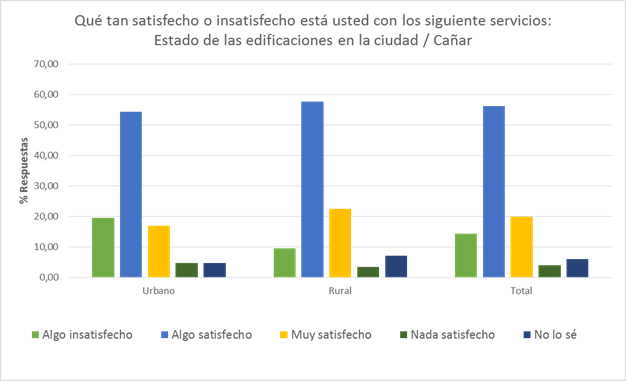 Qué tan satisfecho o insatisfecho está usted con los siguiente servicios:
Estado de las edificaciones en la ciudad / Cañar
% Respuestas
70,00
60,00
50,00
40,00
30,00
20,00
10,00
0,00
Urbano Rural Total
Algo insatisfecho Algo satisfecho Muy satisfecho Nada satisfecho No lo sé